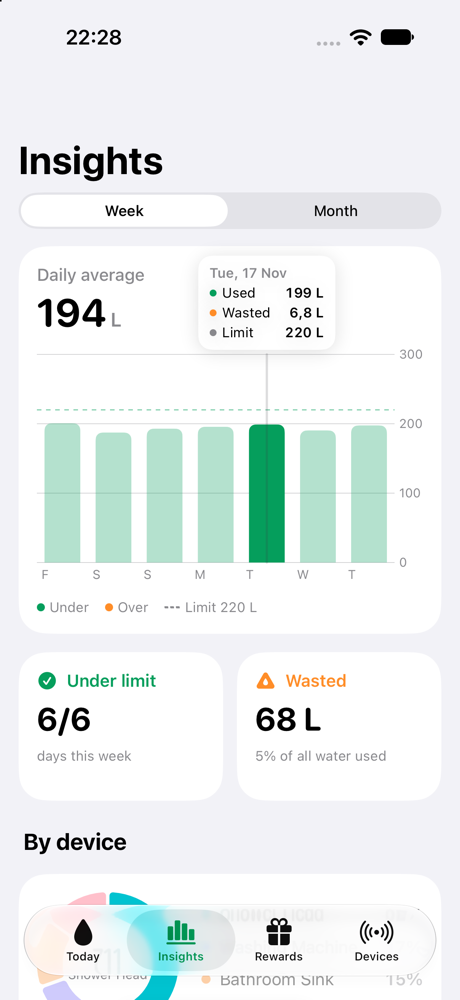 22:28
Insights
Week Month
Daily average
194 L
Tue, 17 Nov
Used 199 L
Wasted 6,8 L
Limit 220 L
300
200
100
0
F S S M T W T
Under Over Limit 220 L
Under limit
6/6
days this week
Wasted
68 L
5% of all water used
By device
Shower Head
Bathroom Sink 15%
Today Insights Rewards Devices